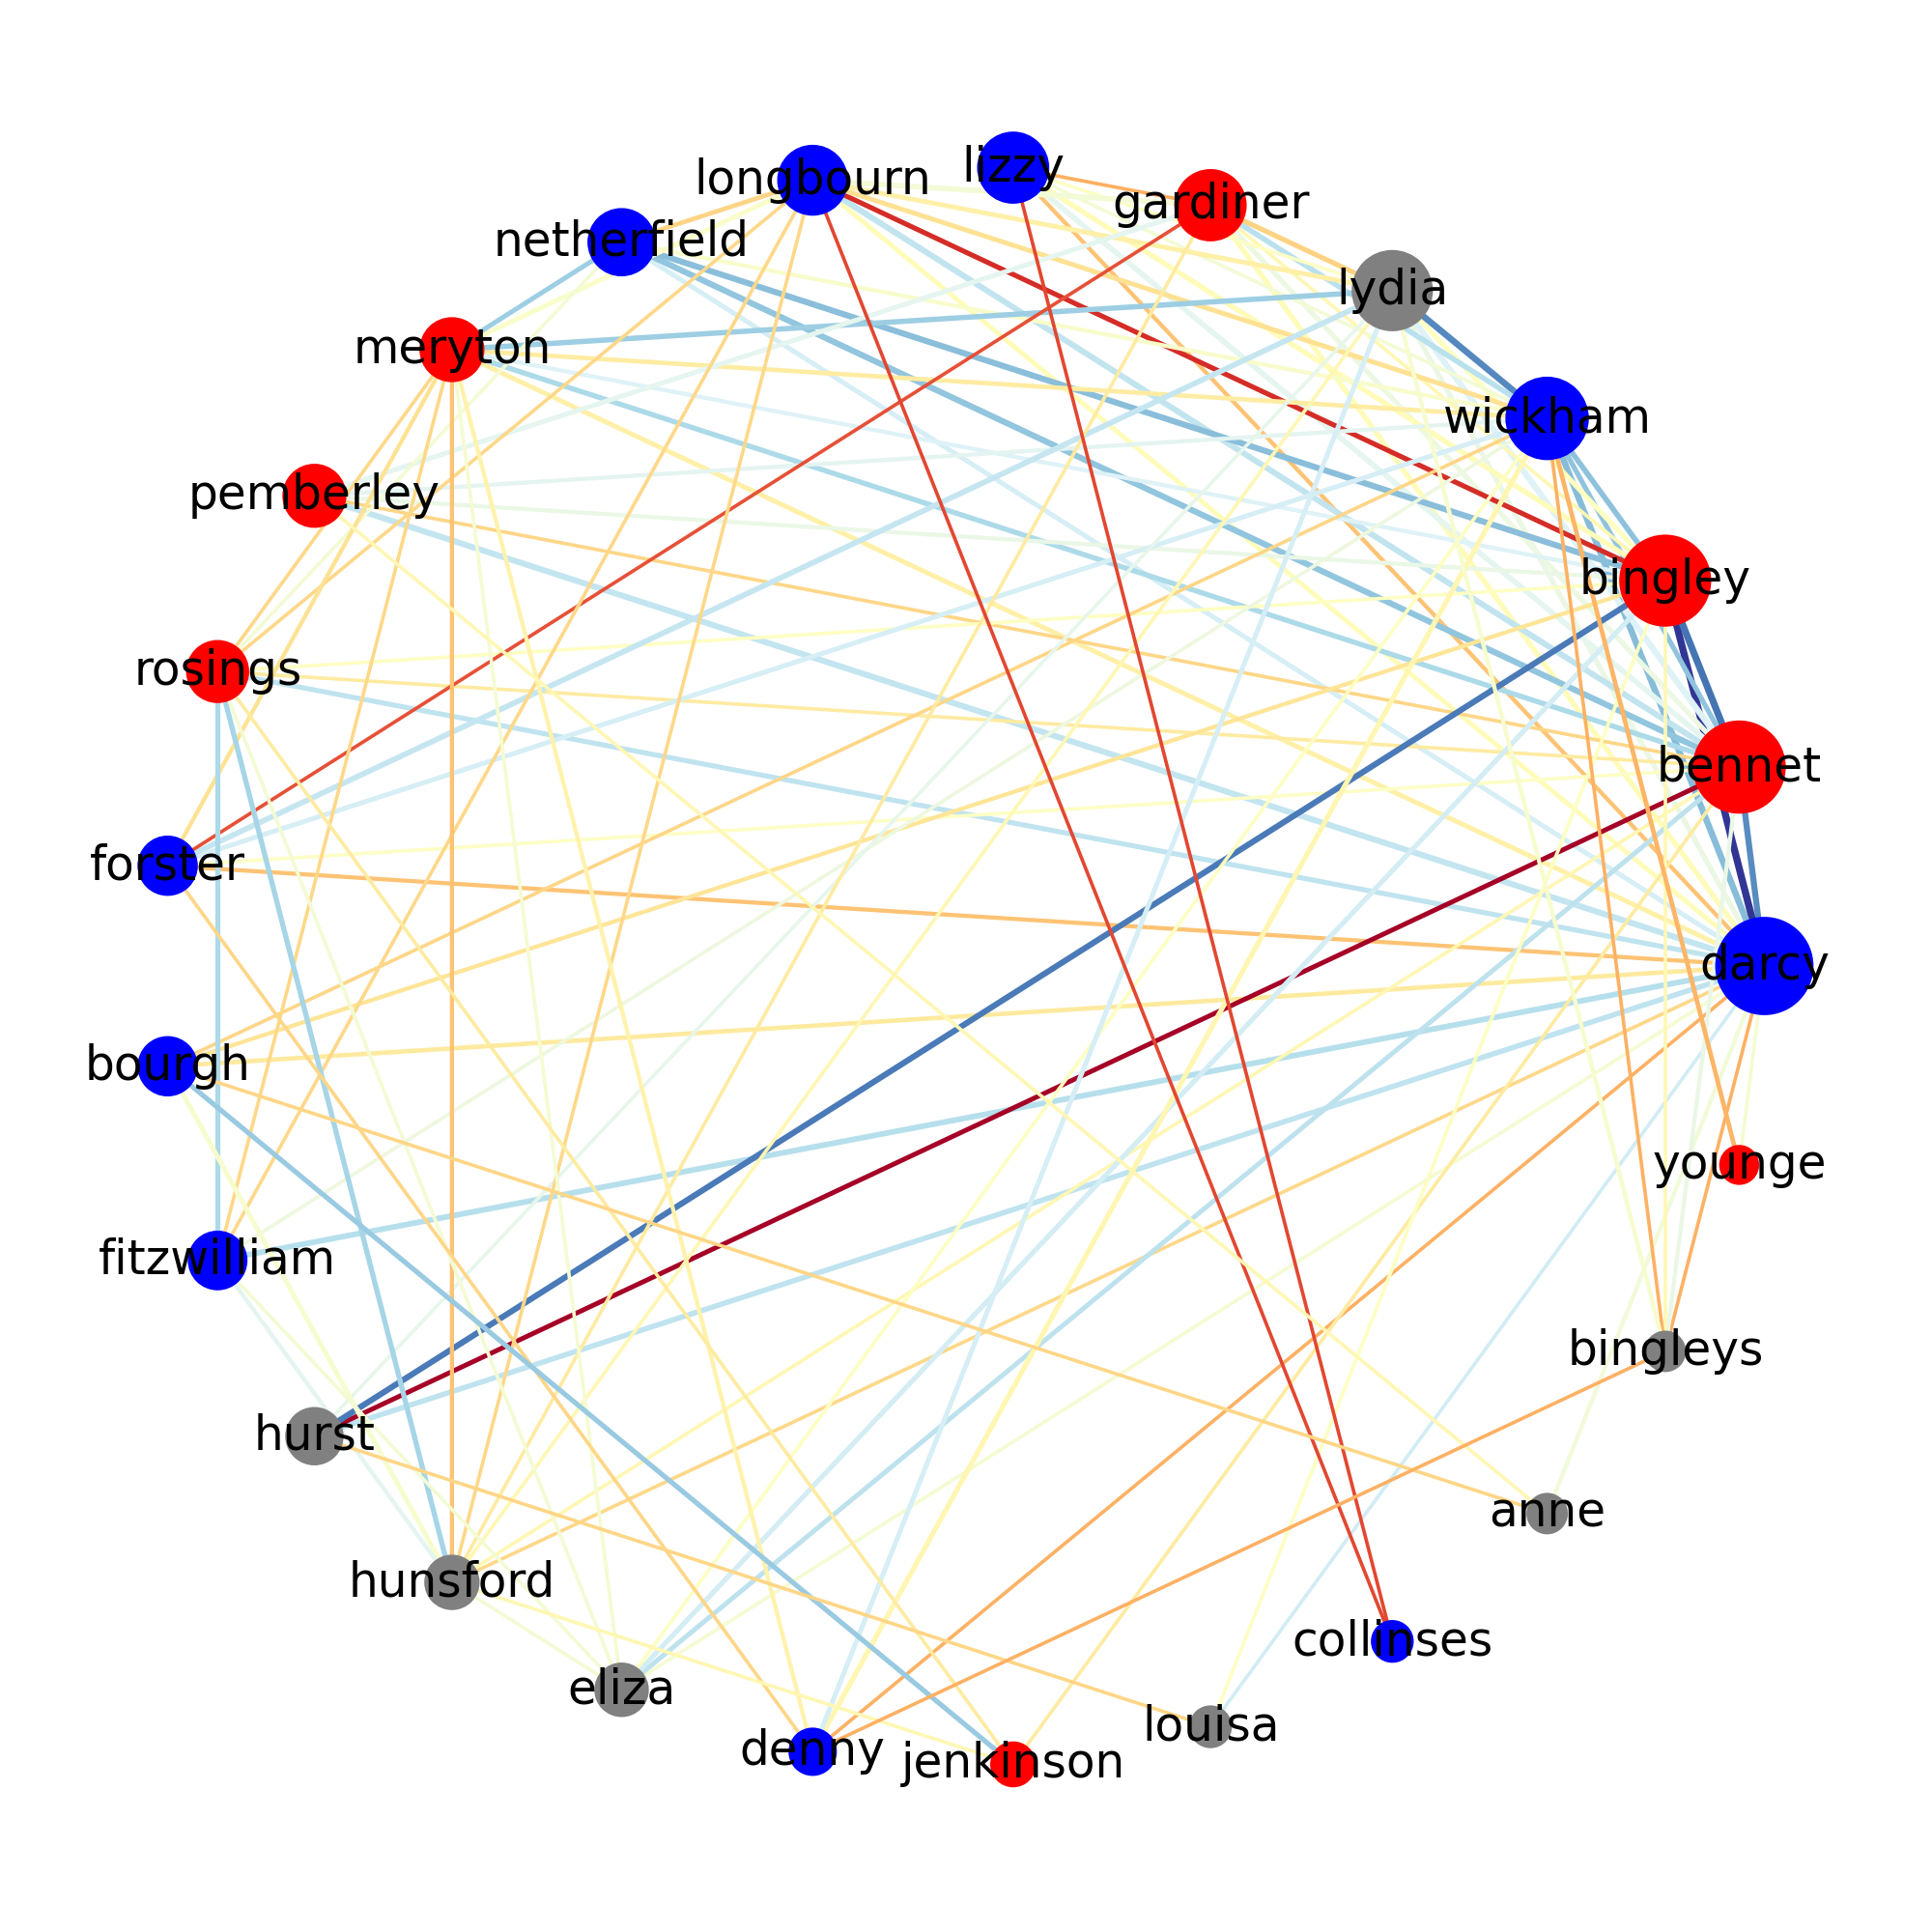 lizzy
longbourn
gardiner
netherfield
lydia
meryton
wickham
pemberley
bingley
rosings
bennet
forster
darcy
bourgh
younge
fitzwilliam
bingleys
hurst
anne
hunsford
collinses
eliza
louisa
denny
jenkinson